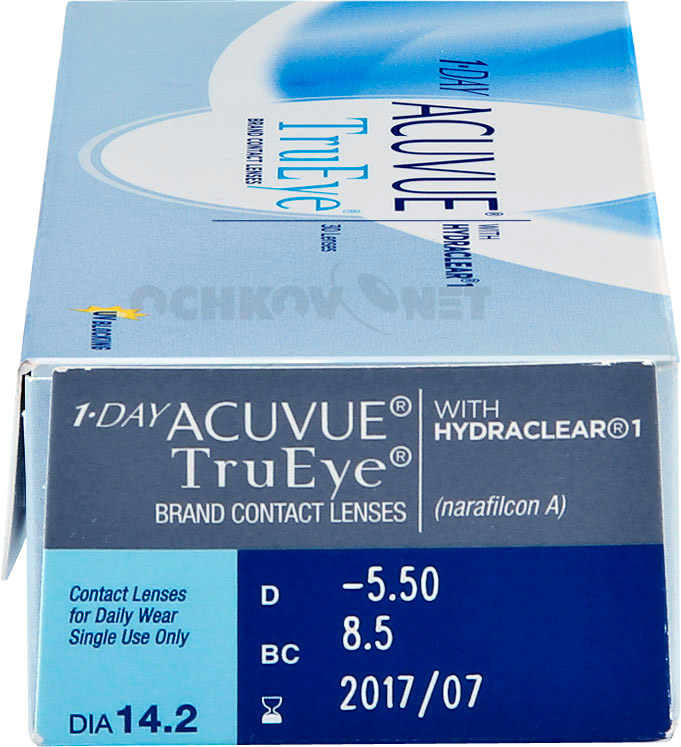 1·DAY ACUVUE®
TruEye®
BRAND CONTACT LENSES
WITH
HYDRACLEAR®1
30 LENSES
UV BLOCKING
OCHKOV NET
1·DAY ACUVUE®
TruEye®
BRAND CONTACT LENSES
WITH
HYDRACLEAR®1
(narafilcon A)
Contact Lenses
for Daily Wear
Single Use Only
DIA 14.2
D -5.50
BC 8.5
2017/07